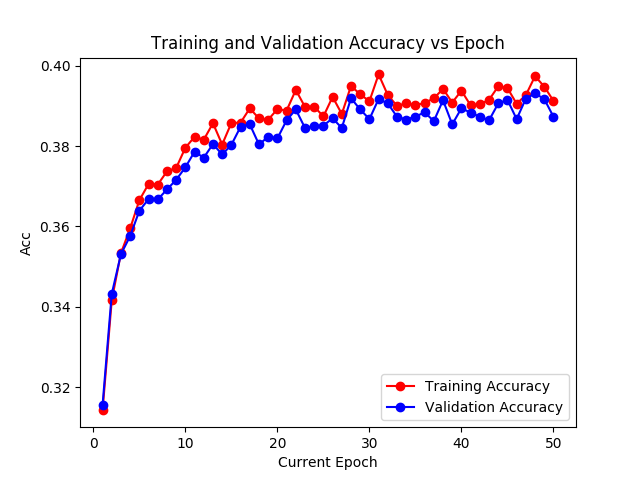 Training and Validation Accuracy vs Epoch
0.40
0.38
0.36
0.34
0.32
Acc
0 10 20 30 40 50
Current Epoch
Training Accuracy
Validation Accuracy